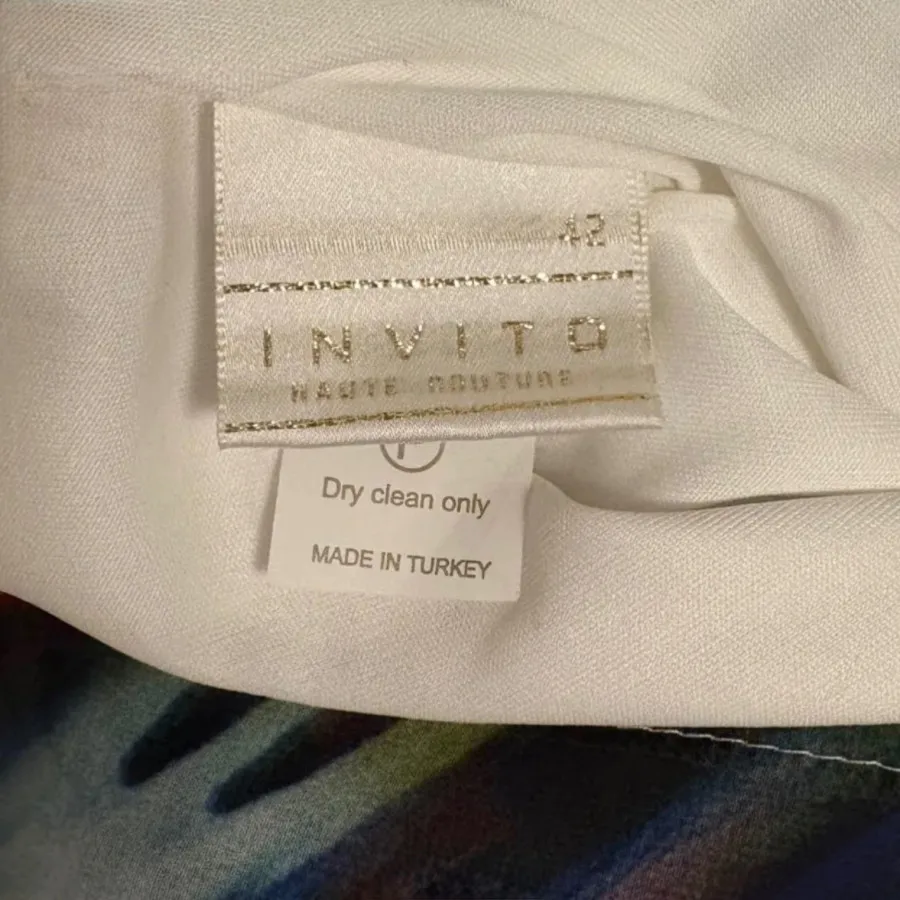 42
INVITO
HAUTE COUTURE
P
Dry clean only
MADE IN TURKEY